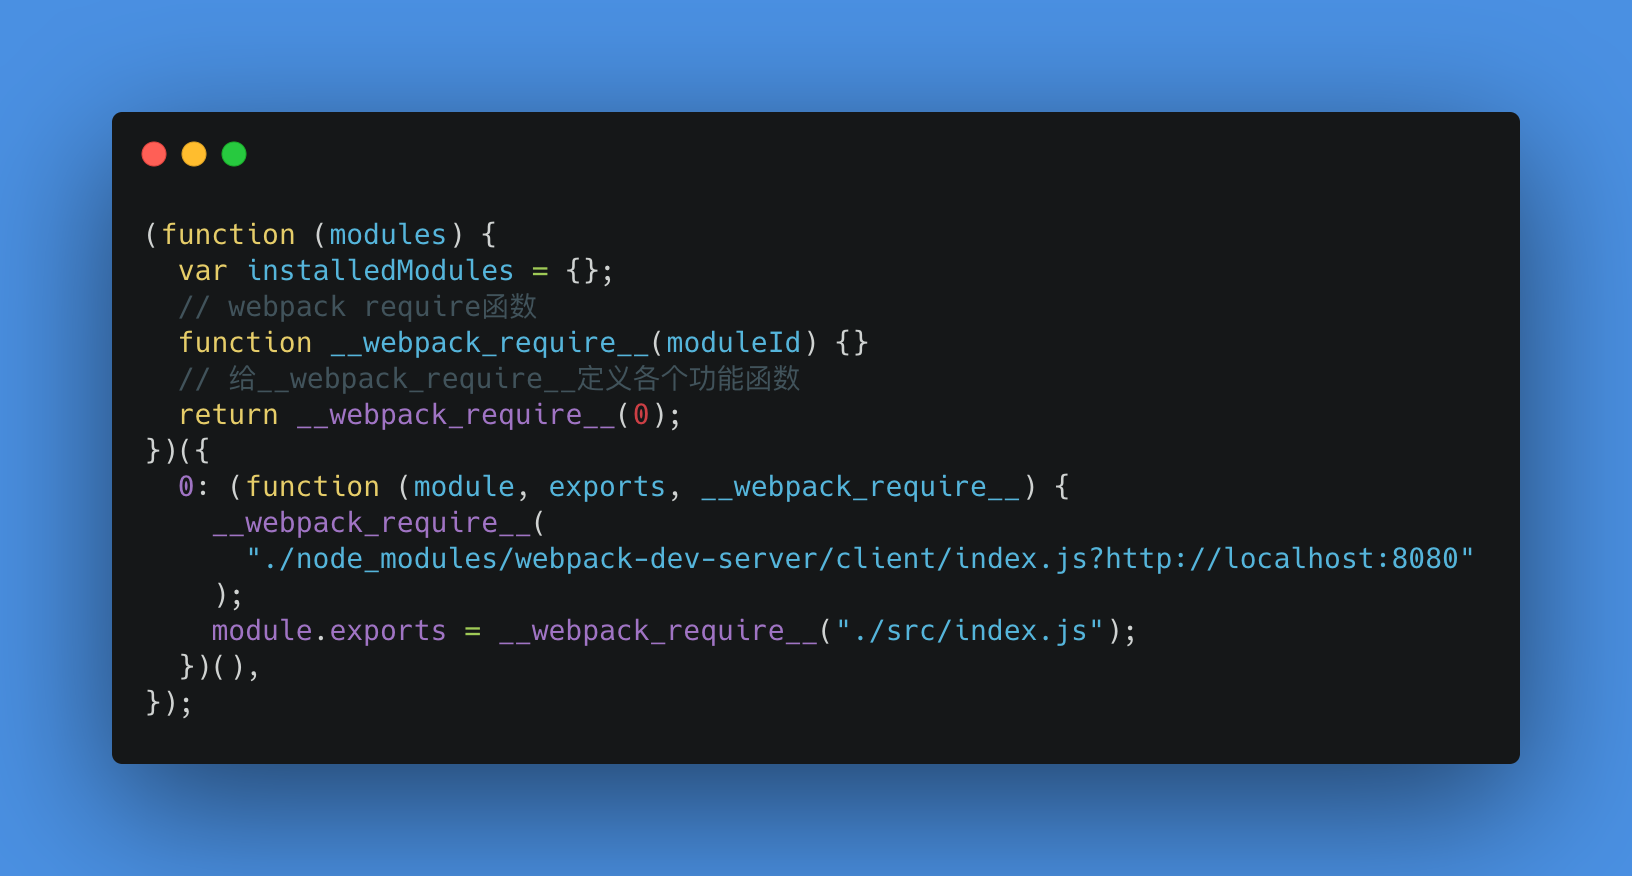 (function (modules) {
  var installedModules = {};
  // webpack require函数
  function __webpack_require__(moduleId) {}
  // 给__webpack_require__定义各个功能函数
  return __webpack_require__(0);
})({
  0: (function (module, exports, __webpack_require__) {
    __webpack_require__(
      "./node_modules/webpack-dev-server/client/index.js?http://localhost:8080"
    );
    module.exports = __webpack_require__("./src/index.js");
  })(),
});